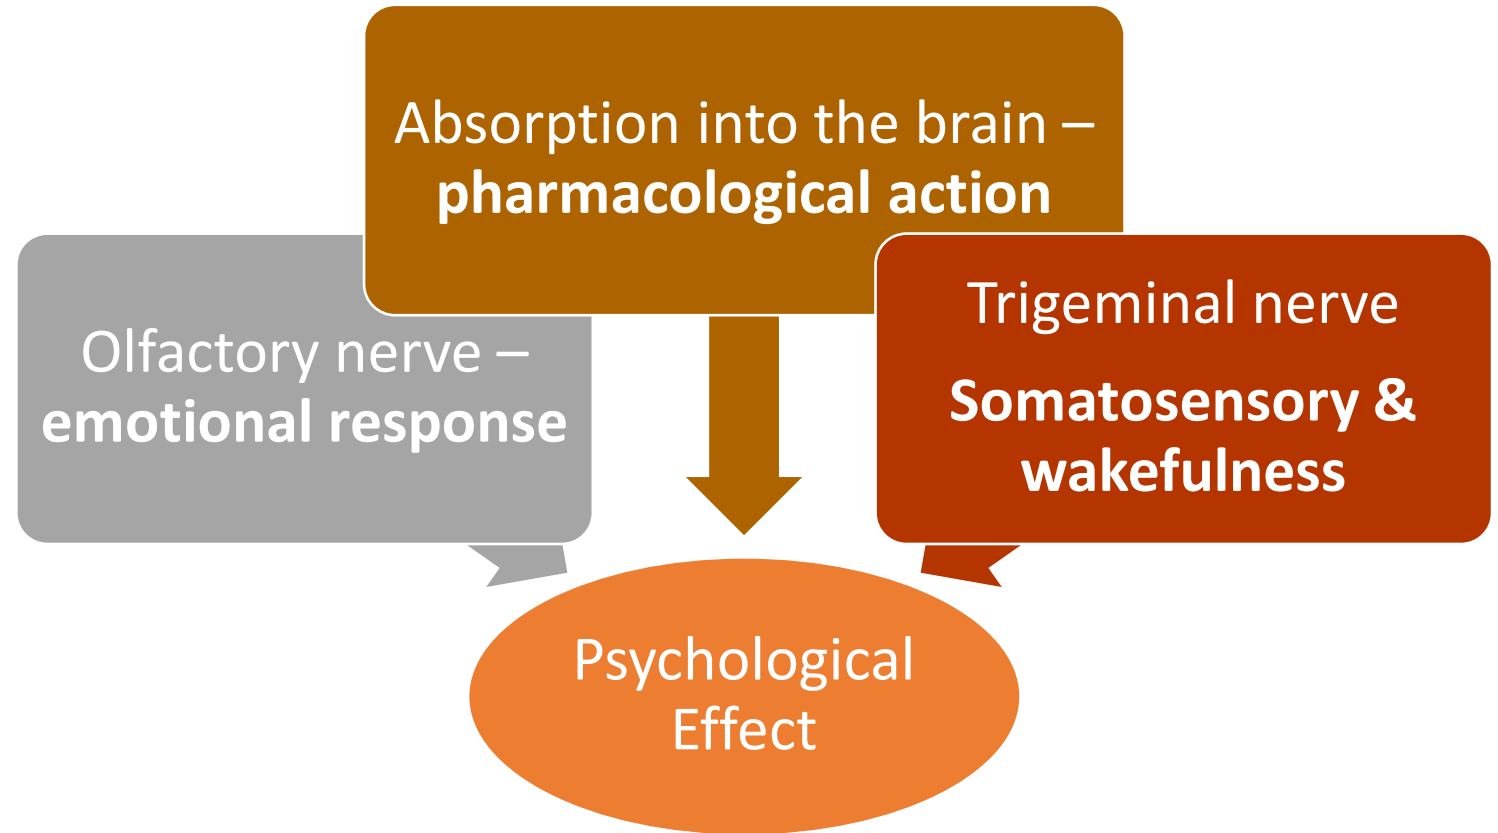 Absorption into the brain –
pharmacological action
Olfactory nerve –
emotional response
Trigeminal nerve
Somatosensory &
wakefulness
Psychological
Effect